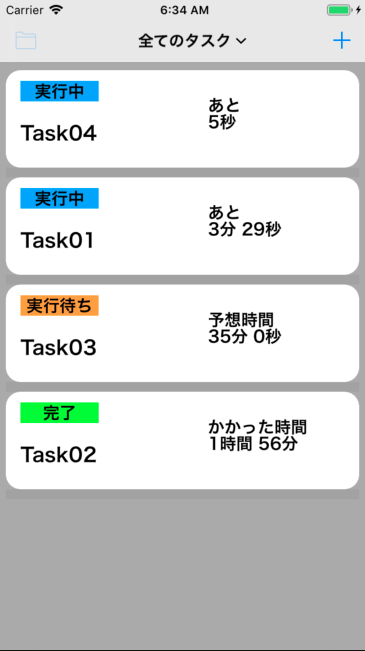 Carrier 6:34 AM
全てのタスク
実行中
あと
5秒
Task04
実行中
あと
3分 29秒
Task01
実行待ち
予想時間
35分 0秒
Task03
完了
かかった時間
1時間 56分
Task02